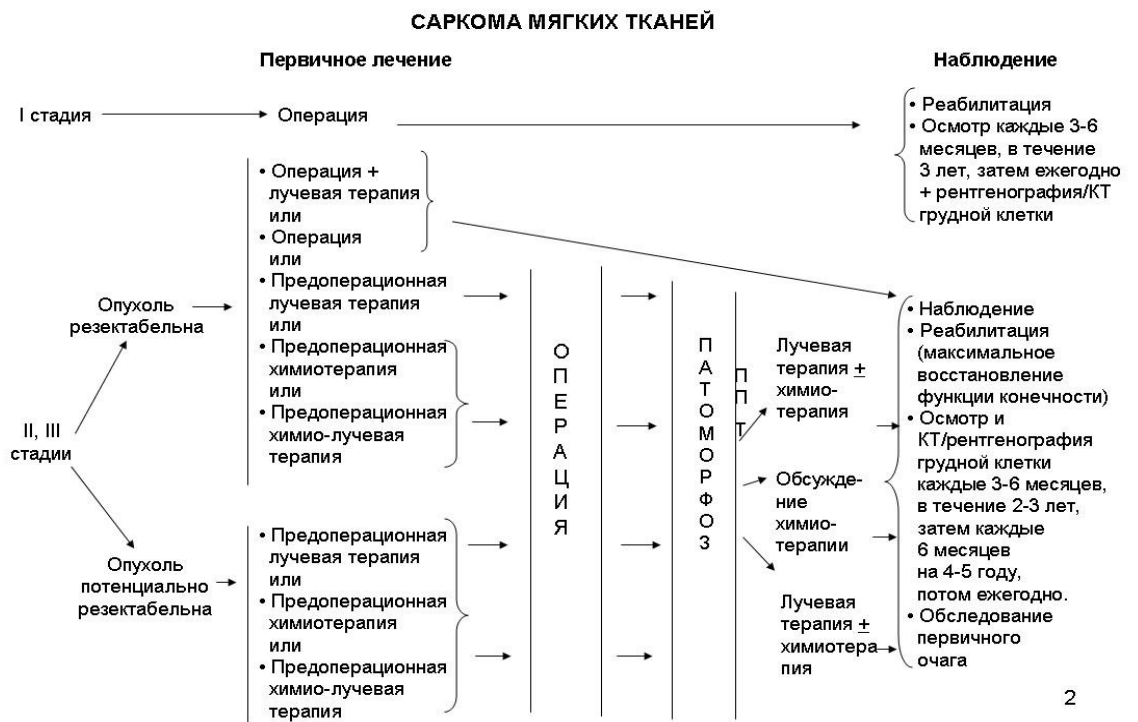 САРКОМА МЯГКИХ ТКАНЕЙ
Первичное лечение
Наблюдение
I стадия
Операция
• Реабилитация
• Осмотр каждые 3-6
месяцев, в течение
3 лет, затем ежегодно
+ рентгенография/КТ
грудной клетки
II, III
стадии
Опухоль
резектабельна
• Операция +
лучевая терапия
или
• Операция
или
• Предоперационная
лучевая терапия
или
• Предоперационная
химиотерапия
или
• Предоперационная
химио-лучевая
терапия
Опухоль
потенциально
резектабельна
• Предоперационная
лучевая терапия
или
• Предоперационная
химиотерапия
или
• Предоперационная
химио-лучевая
терапия
О
П
Е
Р
А
Ц
И
Я
П
А
Т
О
М
О
Р
Ф
О
З
П
П
Т
Лучевая
терапия ±
химио-
терапия
Обсужде-
ние
химио-
терапии
Лучевая
терапия ±
химиотера
пия
• Наблюдение
• Реабилитация
(максимальное
восстановление
функции конечности)
• Осмотр и
КТ/рентгенография
грудной клетки
каждые 3-6 месяцев,
в течение 2-3 лет,
затем каждые
6 месяцев
на 4-5 году,
потом ежегодно.
• Обследование
первичного
очага
2